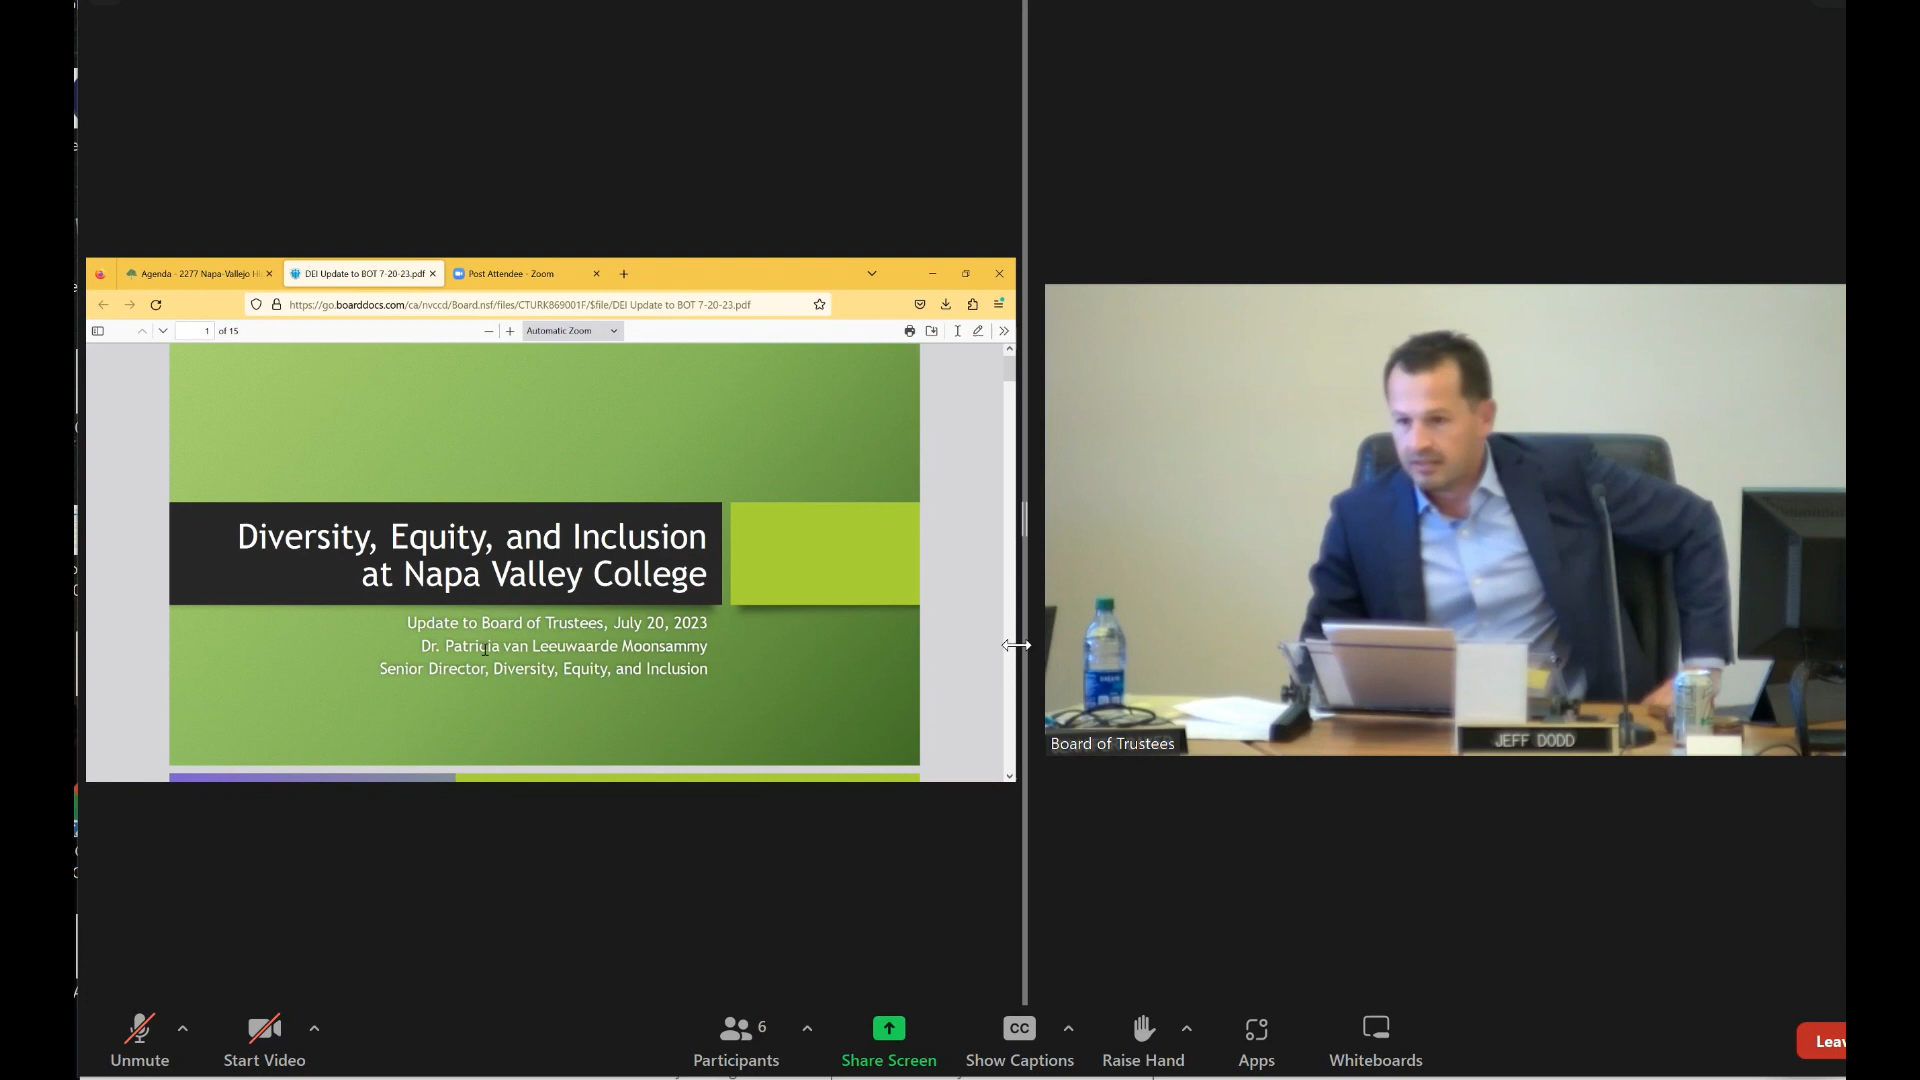 Agenda - 2277 Napa-Vallejo Hi
DEI Update to BOT 7-20-23.pdf
Post Attendee - Zoom
https://go.boarddocs.com/ca/nvccd/Board.nsf/files/CTURK869001F/$file/DEI Update to BOT 7-20-23.pdf
1 of 15
Automatic Zoom
Diversity, Equity, and Inclusion
at Napa Valley College
Update to Board of Trustees, July 20, 2023
Dr. Patricia van Leeuwaarde Moonsammy
Senior Director, Diversity, Equity, and Inclusion
JEFF DODD
Board of Trustees
6
CC
Unmute
Start Video
Participants
Share Screen
Show Captions
Raise Hand
Apps
Whiteboards
Leav